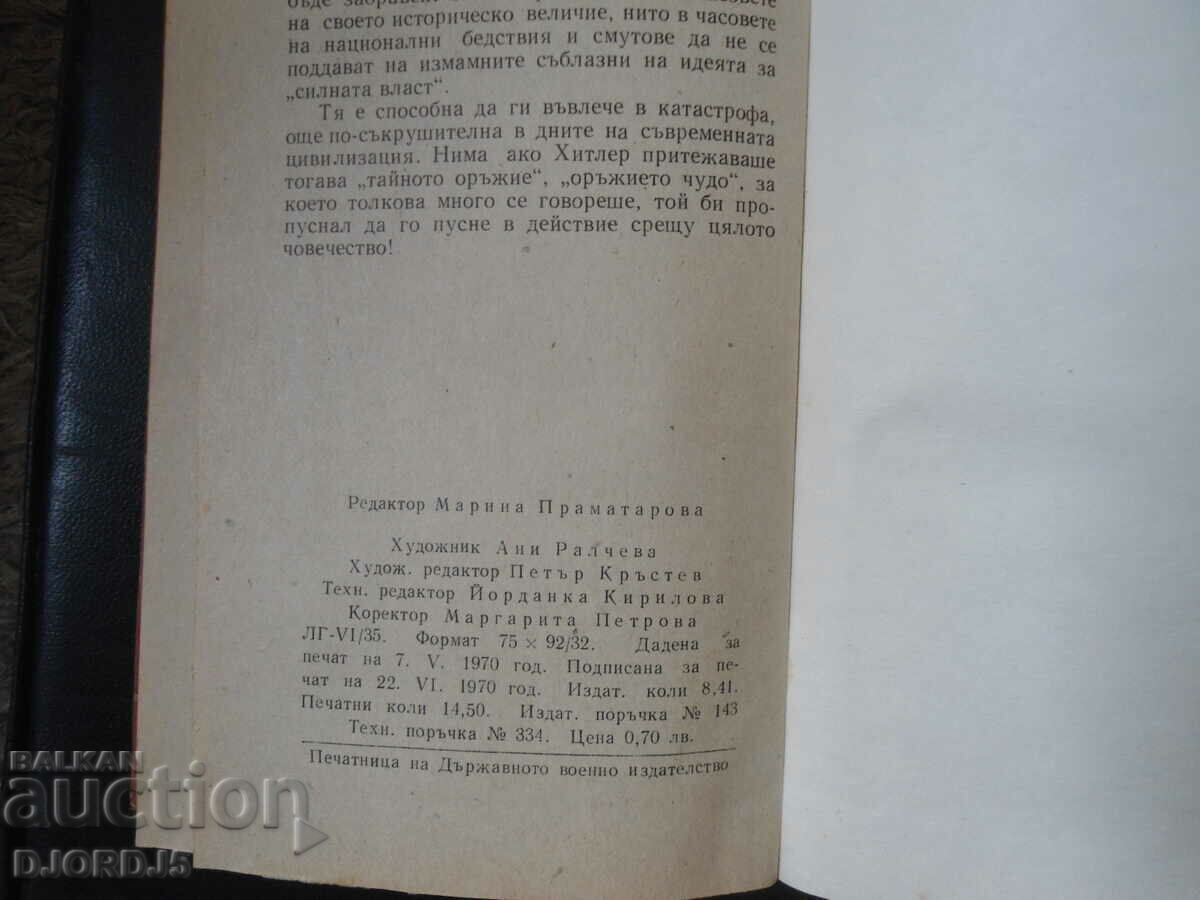 на своето историческо величие, нито в часовете
на национални бедствия и смутове да не се
поддават на измамните съблазни на идеята за
„силната власт“.
Тя е способна да ги въвлече в катастрофа,
още по-съкрушителна в дните на съвременната
цивилизация. Нима ако Хитлер притежаваше
тогава „тайното оръжие“, „оръжието чудо“, за
което толкова много се говореше, той би про-
пуснал да го пусне в действие срещу цялото
човечество!
Редактор Марина Праматарова
Художник Ани Ралчева
Худож. редактор Петър Кръстев
Техн. редактор Йорданка Кирилова
Коректор Маргарита Петрова
ЛГ-VI/35. Формат 75 × 92/32. Дадена за
печат на 7. V. 1970 год. Подписана за пе-
чат на 22. VI. 1970 год. Издат. коли 8,41.
Печатни коли 14,50. Издат. поръчка № 143
Техн. поръчка № 334. Цена 0,70 лв.
Печатница на Държавното военно издателство
BALKAN
auction
DJORDJ5